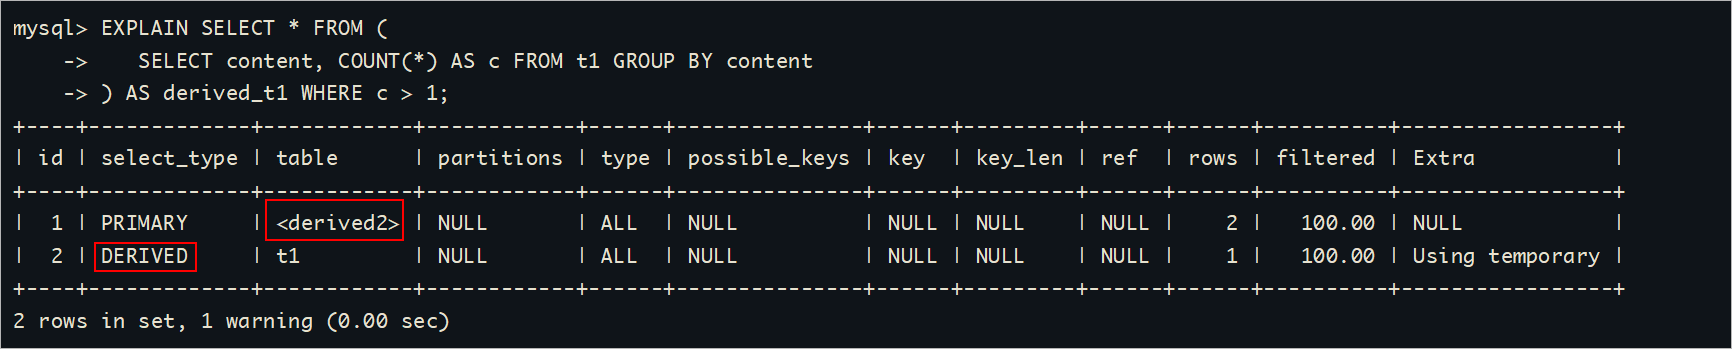 mysql> EXPLAIN SELECT * FROM (
    ->    SELECT content, COUNT(*) AS c FROM t1 GROUP BY content
    -> ) AS derived_t1 WHERE c > 1;
+----+-------------+------------+------------+------+---------------+------+---------+------+------+----------+-----------------+
| id | select_type | table      | partitions | type | possible_keys | key  | key_len | ref  | rows | filtered | Extra           |
+----+-------------+------------+------------+------+---------------+------+---------+------+------+----------+-----------------+
|  1 | PRIMARY     | <derived2> | NULL       | ALL  | NULL          | NULL | NULL    | NULL |    2 |   100.00 | NULL            |
|  2 | DERIVED     | t1         | NULL       | ALL  | NULL          | NULL | NULL    | NULL |    1 |   100.00 | Using temporary |
+----+-------------+------------+------------+------+---------------+------+---------+------+------+----------+-----------------+
2 rows in set, 1 warning (0.00 sec)